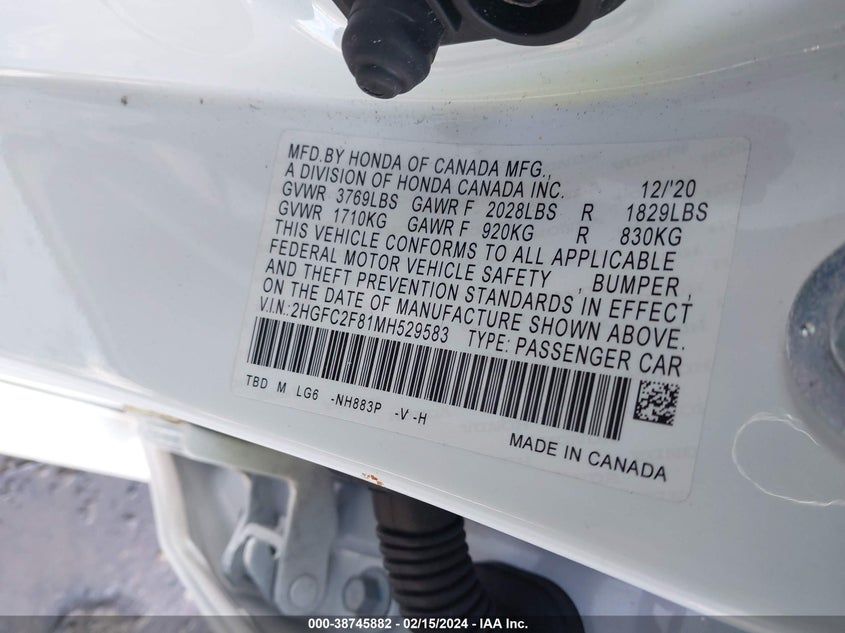 MFD.BY HONDA OF CANADA MFG.,
A DIVISION OF HONDA CANADA INC. 12/'20
GVWR 3769LBS GAWR F 2028LBS R 1829LBS
GVWR 1710KG GAWR F 920KG R 830KG
THIS VEHICLE CONFORMS TO ALL APPLICABLE
FEDERAL MOTOR VEHICLE SAFETY , BUMPER,
AND THEFT PREVENTION STANDARDS IN EFFECT
ON THE DATE OF MANUFACTURE SHOWN ABOVE.
V.I.N.:2HGFC2F81MH529583 TYPE: PASSENGER CAR
TBD M LG6 -NH883P -V -H
MADE IN CANADA
000-38745882 - 02/15/2024 - IAA Inc.